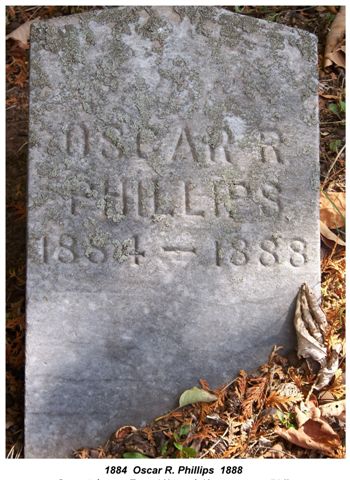 OSCAR R
PHILLIPS
1884 — 1888
1884 Oscar R. Phillips 1888